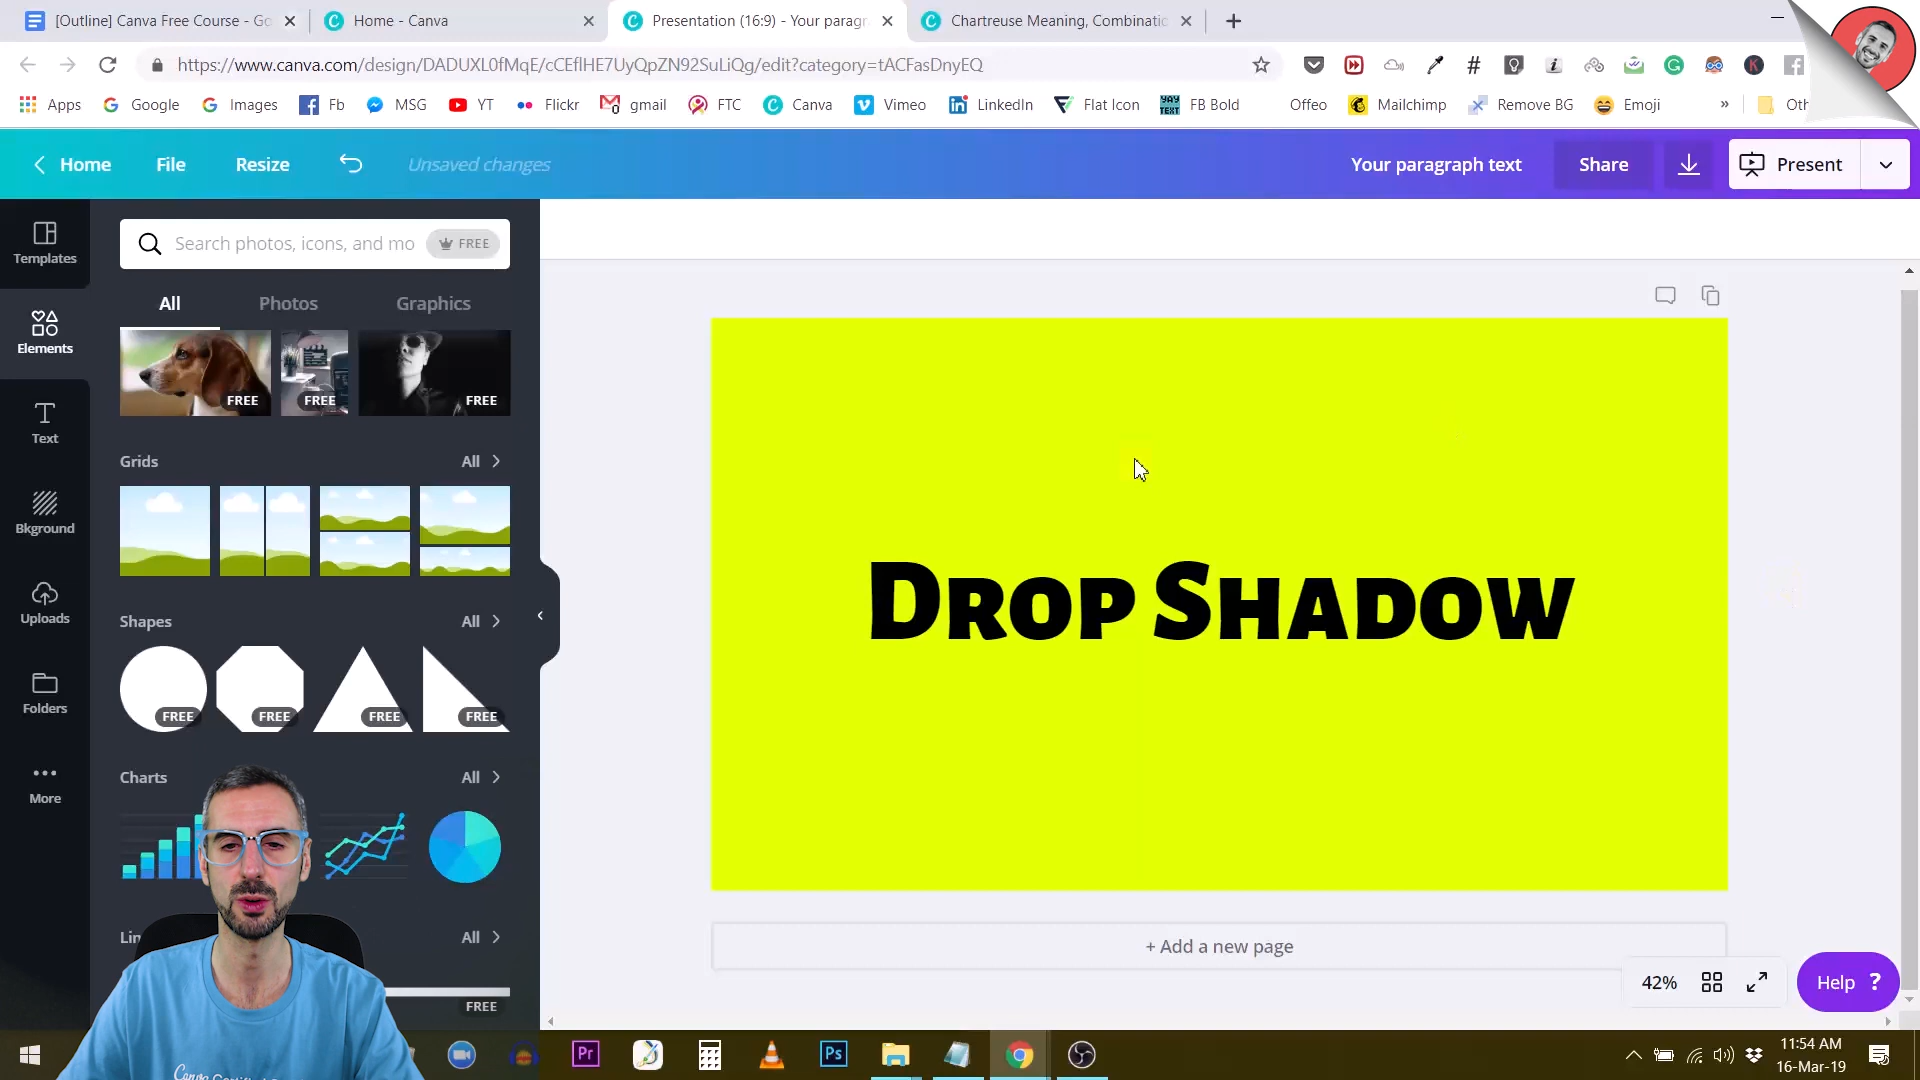 [Outline] Canva Free Course - Go
Home - Canva
Presentation (16:9) - Your paragr
Chartreuse Meaning, Combinatio
https://www.canva.com/design/DADUXL0fMqE/cCEflHE7UyQpZN92SuLiQg/edit?category=tACFasDnyEQ
Apps
Google
Images
Fb
MSG
YT
Flickr
gmail
FTC
Canva
Vimeo
LinkedIn
Flat Icon
FB Bold
Offeo
Mailchimp
Remove BG
Emoji
»
Oth
Home
File
Resize
Unsaved changes
Your paragraph text
Share
Present
Templates
Elements
Text
Bkground
Uploads
Folders
More
Search photos, icons, and mo
FREE
All
Photos
Graphics
FREE
FREE
FREE
Grids
All
Shapes
All
FREE
FREE
FREE
FREE
Charts
All
Lin
All
FREE
Drop Shadow
+ Add a new page
42%
Help ?
Pr
Ps
11:54 AM
16-Mar-19